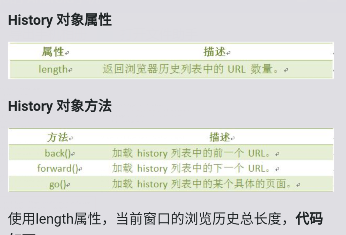 History 对象属性
属性 描述
length 返回浏览器历史列表中的 URL 数量。
History 对象方法
方法 描述
back() 加载 history 列表中的前一个 URL。
forward() 加载 history 列表中的下一个 URL。
go() 加载 history 列表中的某个具体的页面。
使用length属性，当前窗口的浏览历史总长度，代码